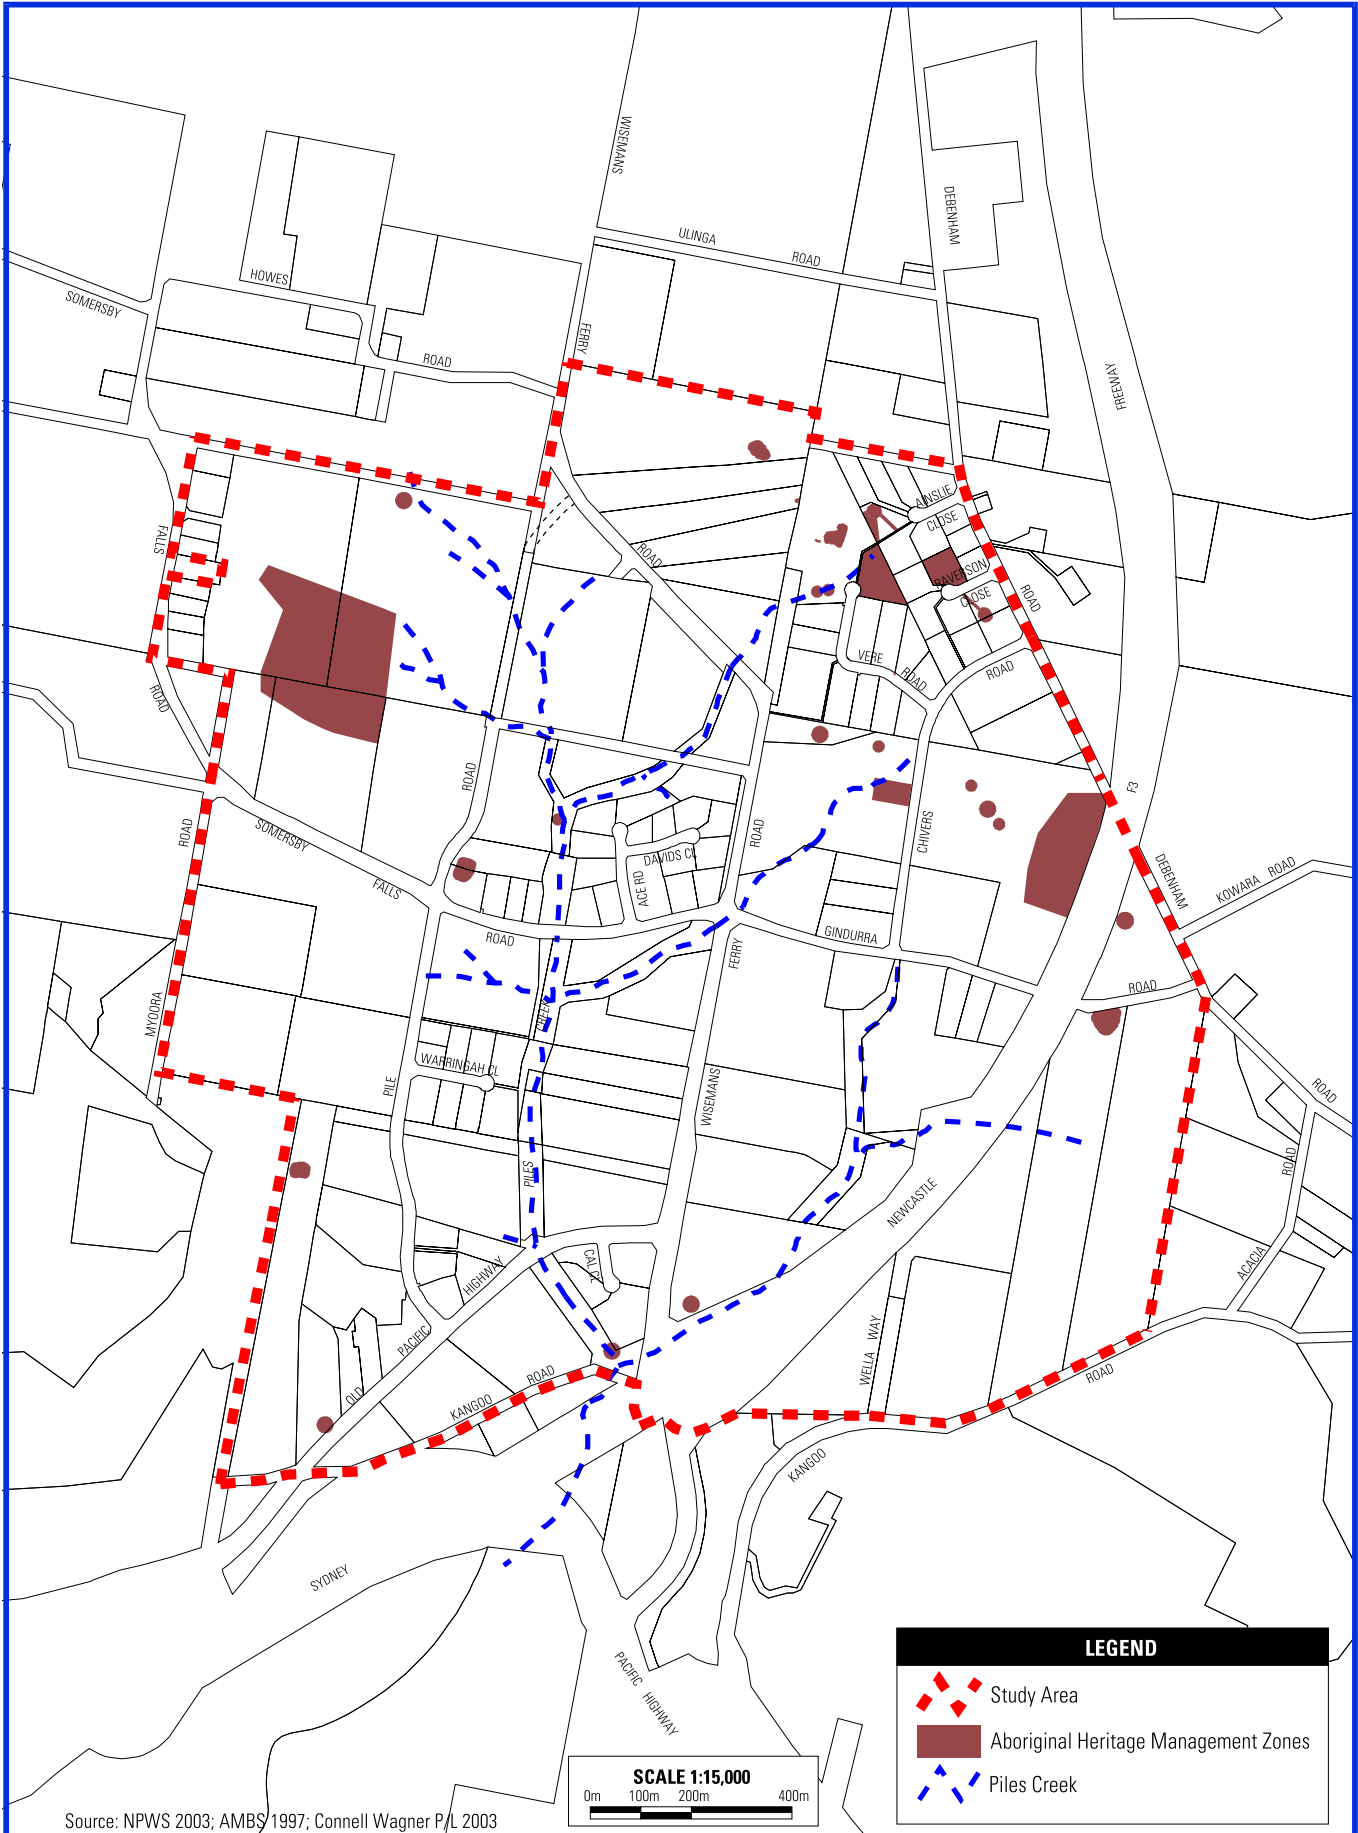 WISEMANS
ULINGA
ROAD
DEBENHAM
HOWES
SOMERSBY
FERRY
ROAD
FREEWAY
AINSLIE
CLOSE
FALLS
ROAD
BAVERSON
CLOSE
ROAD
VERE
ROAD
ROAD
ROAD
ROAD
F3
SOMERSBY
ROAD
ROAD
CHIVERS
DAVIDS CL
FALLS
ACE RD
DEBENHAM
KOWARA ROAD
ROAD
GINDURRA
FERRY
ROAD
MYOORA
CREEK
WARRINGAH CL
PILE
WISEMANS
ROAD
ROAD
PILES
NEWCASTLE
ACACIA
HIGHWAY
CAL CL
PACIFIC
WELLA WAY
OLD
KANGOO
ROAD
ROAD
KANGOO
SYDNEY
PACIFIC HIGHWAY
LEGEND
Study Area
Aboriginal Heritage Management Zones
Piles Creek
SCALE 1:15,000
0m 100m 200m 400m
Source: NPWS 2003; AMBS 1997; Connell Wagner P/L 2003